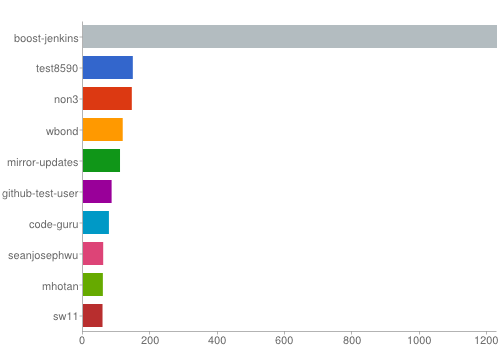 boost-jenkins
test8590
non3
wbond
mirror-updates
github-test-user
code-guru
seanjosephwu
mhotan
sw11
0 200 400 600 800 1000 1200